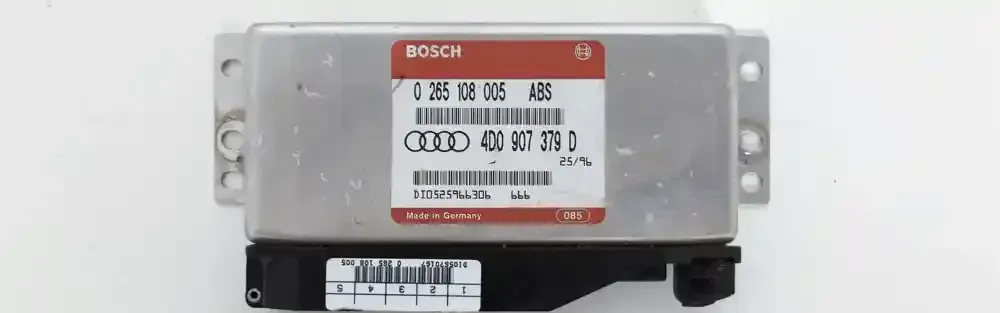 BOSCH
0 265 108 005 ABS
4D0 907 379 D
25/96
DI0525966306 666
Made in Germany 085
DI05670167 0 265 108 005
1 2 3 4 5